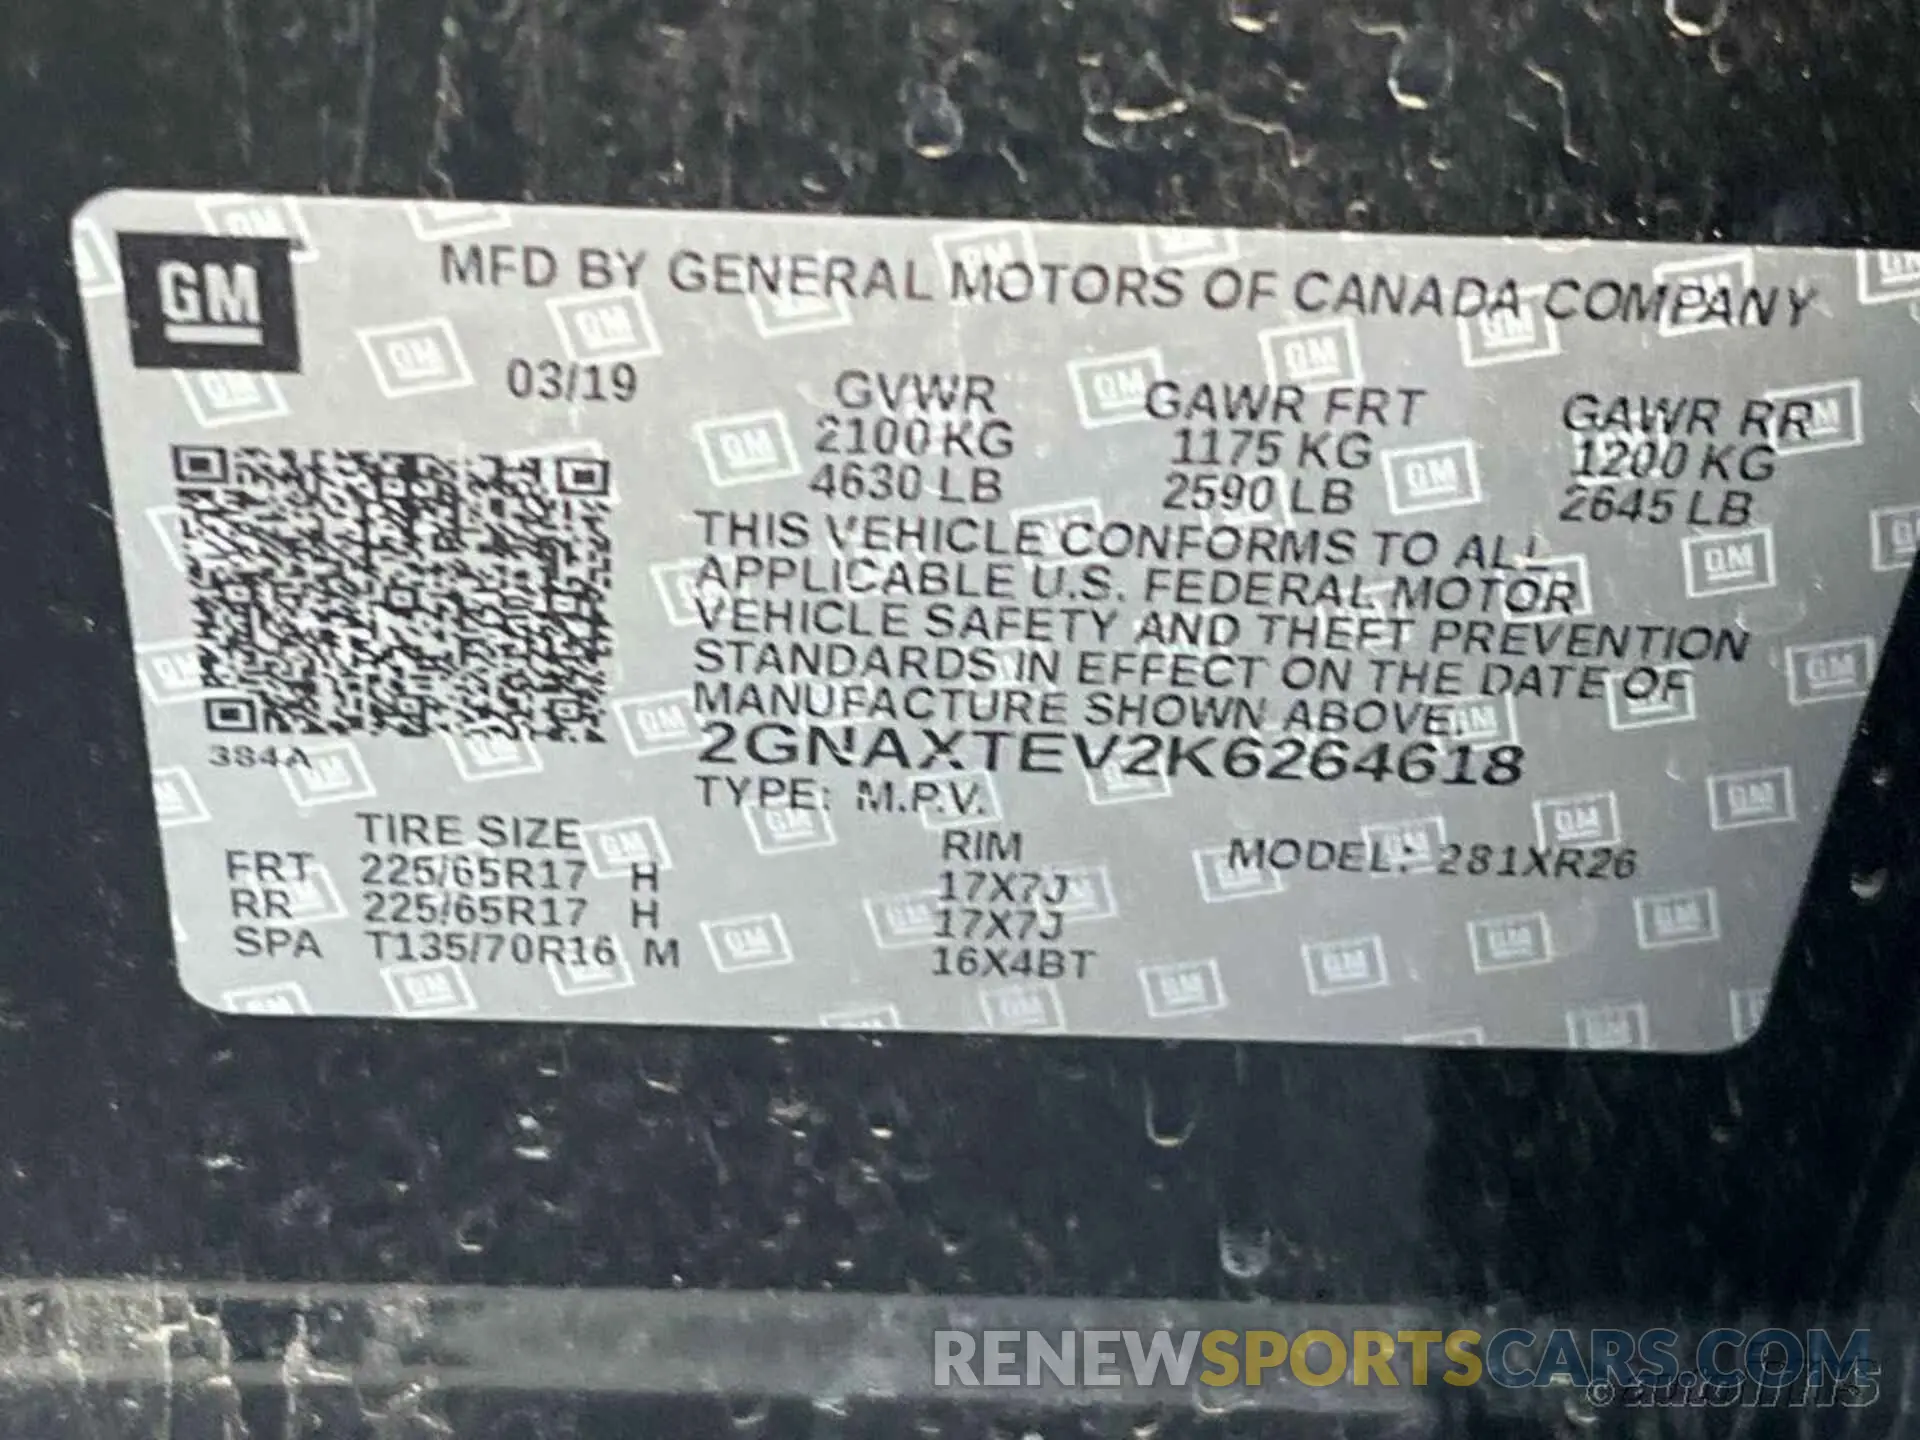 GM
MFD BY GENERAL MOTORS OF CANADA COMPANY
03/19
GVWR GAWR FRT GAWR RR
2100 KG 1175 KG 1200 KG
4630 LB 2590 LB 2645 LB
THIS VEHICLE CONFORMS TO ALL
APPLICABLE U.S. FEDERAL MOTOR
VEHICLE SAFETY AND THEFT PREVENTION
STANDARDS IN EFFECT ON THE DATE OF
MANUFACTURE SHOWN ABOVE.
384A
2GNAXTEV2K6264618
TYPE: M.P.V.
TIRE SIZE RIM MODEL: 281XR26
FRT 225/65R17 H 17X7J
RR 225/65R17 H 17X7J
SPA T135/70R16 M 16X4BT
RENEWSPORTSCARS.COM